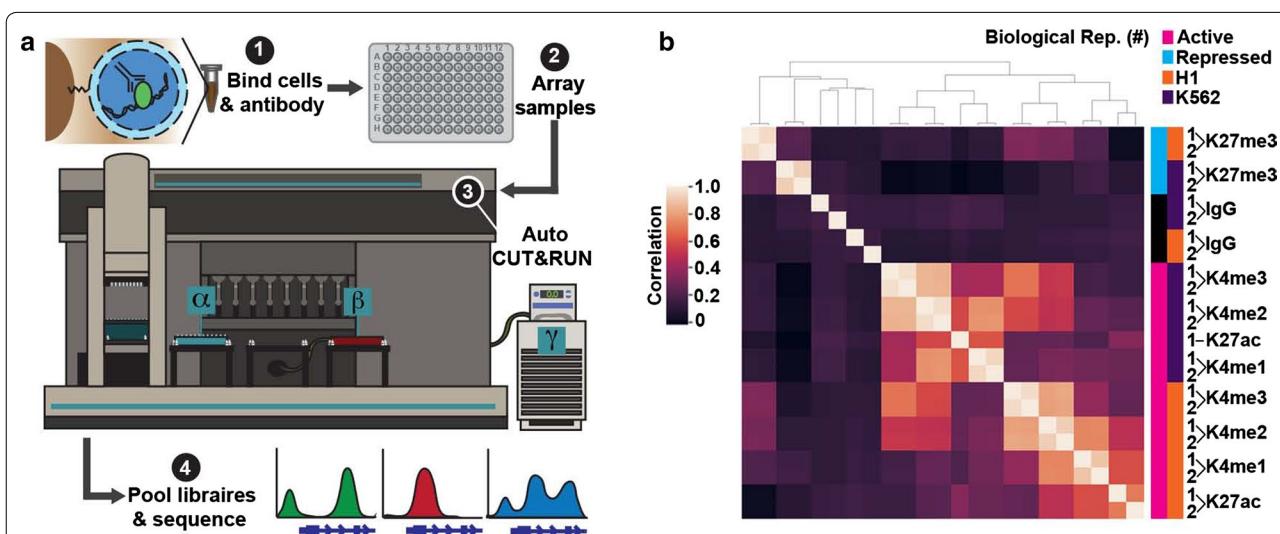 a
1
Bind cells
& antibody
1 2 3 4 5 6 7 8 9 10 11 12
A
B
C
D
E
F
G
H
2
Array
samples
3
Auto
CUT&RUN
α
β
0.0
γ
4
Pool libraires
& sequence
b
Biological Rep. (#)
Active
Repressed
H1
K562
Correlation
1.0
0.8
0.6
0.4
0.2
0
1
2
K27me3
1
2
K27me3
1
2
IgG
1
2
IgG
1
2
K4me3
1
2
K4me2
1
K27ac
1
2
K4me1
1
2
K4me3
1
2
K4me2
1
2
K4me1
1
2
K27ac